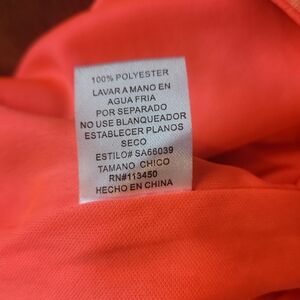 100% POLYESTER
LAVAR A MANO EN
AGUA FRIA
POR SEPARADO
NO USE BLANQUEADOR
ESTABLECER PLANOS
SECO
ESTILO# SA66039
TAMANO CHICO
RN#113450
HECHO EN CHINA